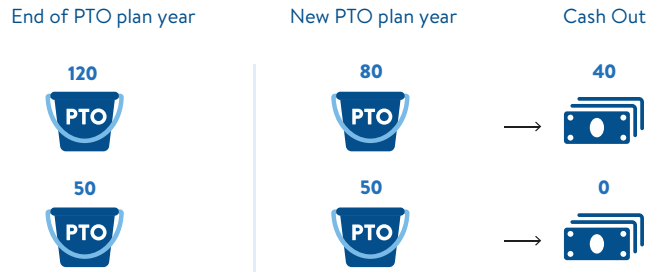 End of PTO plan year
New PTO plan year
Cash Out
120
80
40
PTO
PTO
50
50
0
PTO
PTO